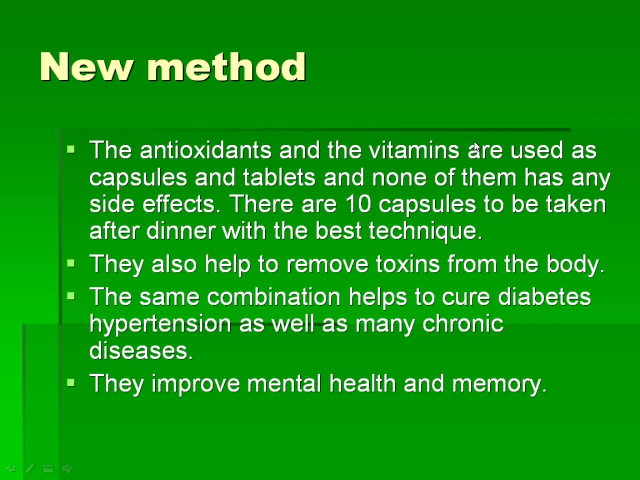 New method
The antioxidants and the vitamins are used as
capsules and tablets and none of them has any
side effects. There are 10 capsules to be taken
after dinner with the best technique.
They also help to remove toxins from the body.
The same combination helps to cure diabetes
hypertension as well as many chronic
diseases.
They improve mental health and memory.